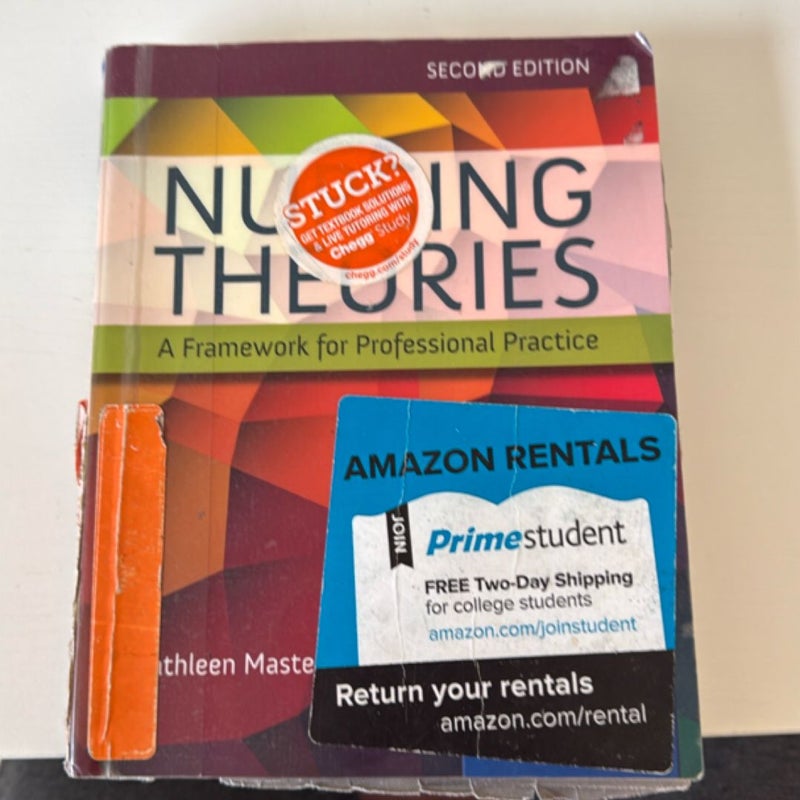 SECOND EDITION
NU ING
THEORIES
STUCK?
GET TEXTBOOK SOLUTIONS
& LIVE TUTORING WITH
Chegg Study
chegg.com/study
A Framework for Professional Practice
AMAZON RENTALS
JOIN
Primestudent
FREE Two-Day Shipping
for college students
amazon.com/joinstudent
athleen Maste
Return your rentals
amazon.com/rental